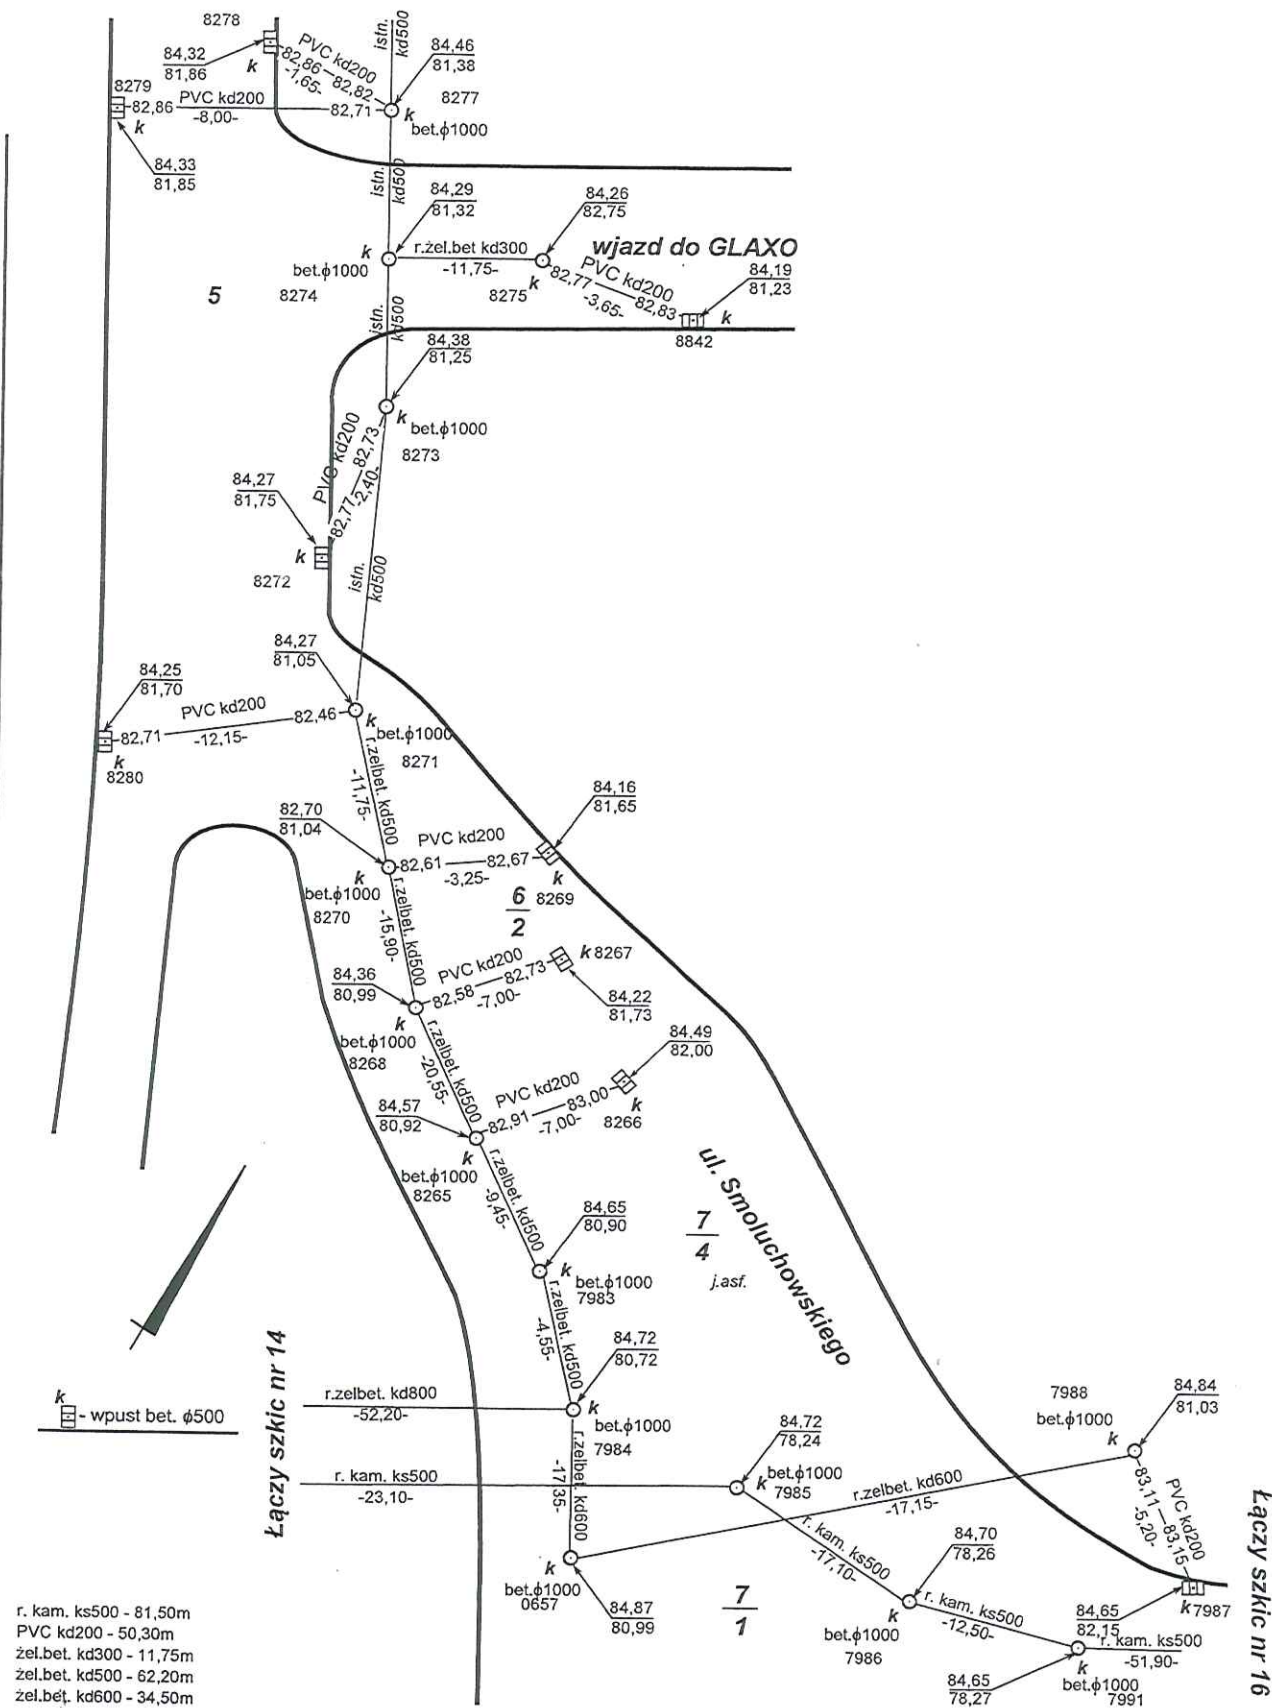 8278
istn.
kd500
84,32
81,86
k
PVC kd200
82,86 82,82
-1,65-
84,46
81,38
8279
82,86
PVC kd200
-8,00-
82,71
k
8277
bet.ϕ1000
k
84,33
81,85
istn.
kd500
84,29
81,32
84,26
82,75
wjazd do GLAXO
k
r.żel.bet kd300
-11,75-
bet.ϕ1000
8274
5
8275
k
PVC kd200
82,77 82,83
-3,65-
84,19
81,23
k
8842
istn.
kd500
84,38
81,25
k
bet.ϕ1000
8273
PVC kd200
82,77 82,73
-2,40-
84,27
81,75
k
8272
istn.
kd500
84,27
81,05
84,25
81,70
82,71
PVC kd200
-12,15-
82,46
k
8280
k
bet.ϕ1000
8271
r.zelbet. kd500
-11,75-
84,16
81,65
82,70
81,04
PVC kd200
82,61 82,67
-3,25-
k
8269
k
bet.ϕ1000
8270
6
2
r.zelbet. kd500
-15,90-
PVC kd200
82,58 82,73
-7,00-
k 8267
84,22
81,73
84,36
80,99
k
bet.ϕ1000
8268
r.zelbet. kd500
-20,55-
84,49
82,00
PVC kd200
82,91 83,00
-7,00-
k
8266
84,57
80,92
k
bet.ϕ1000
8265
r.zelbet. kd500
-9,45-
ul. Smoluchowskiego
84,65
80,90
7
4
j.asf.
k
bet.ϕ1000
7983
r.zelbet. kd500
-4,55-
84,72
80,72
Łączy szkic nr 14
k
- wpust bet. ϕ500
r.zelbet. kd800
-52,20-
k
bet.ϕ1000
7984
r.zelbet. kd600
-17,35-
84,72
78,24
7988
bet.ϕ1000
k
84,84
81,03
r. kam. ks500
-23,10-
k
bet.ϕ1000
7985
r.zelbet. kd600
-17,15-
PVC kd200
83,11 83,15
-5,20-
r. kam. ks500
-17,10-
84,70
78,26
k
bet.ϕ1000
0657
84,87
80,99
7
1
k
bet.ϕ1000
7986
r. kam. ks500
-12,50-
84,65
82,15
k 7987
r. kam. ks500
-51,90-
84,65
78,27
k
bet.ϕ1000
7991
Łączy szkic nr 16
r. kam. ks500 - 81,50m
PVC kd200 - 50,30m
żel.bet. kd300 - 11,75m
żel.bet. kd500 - 62,20m
żel.bet. kd600 - 34,50m